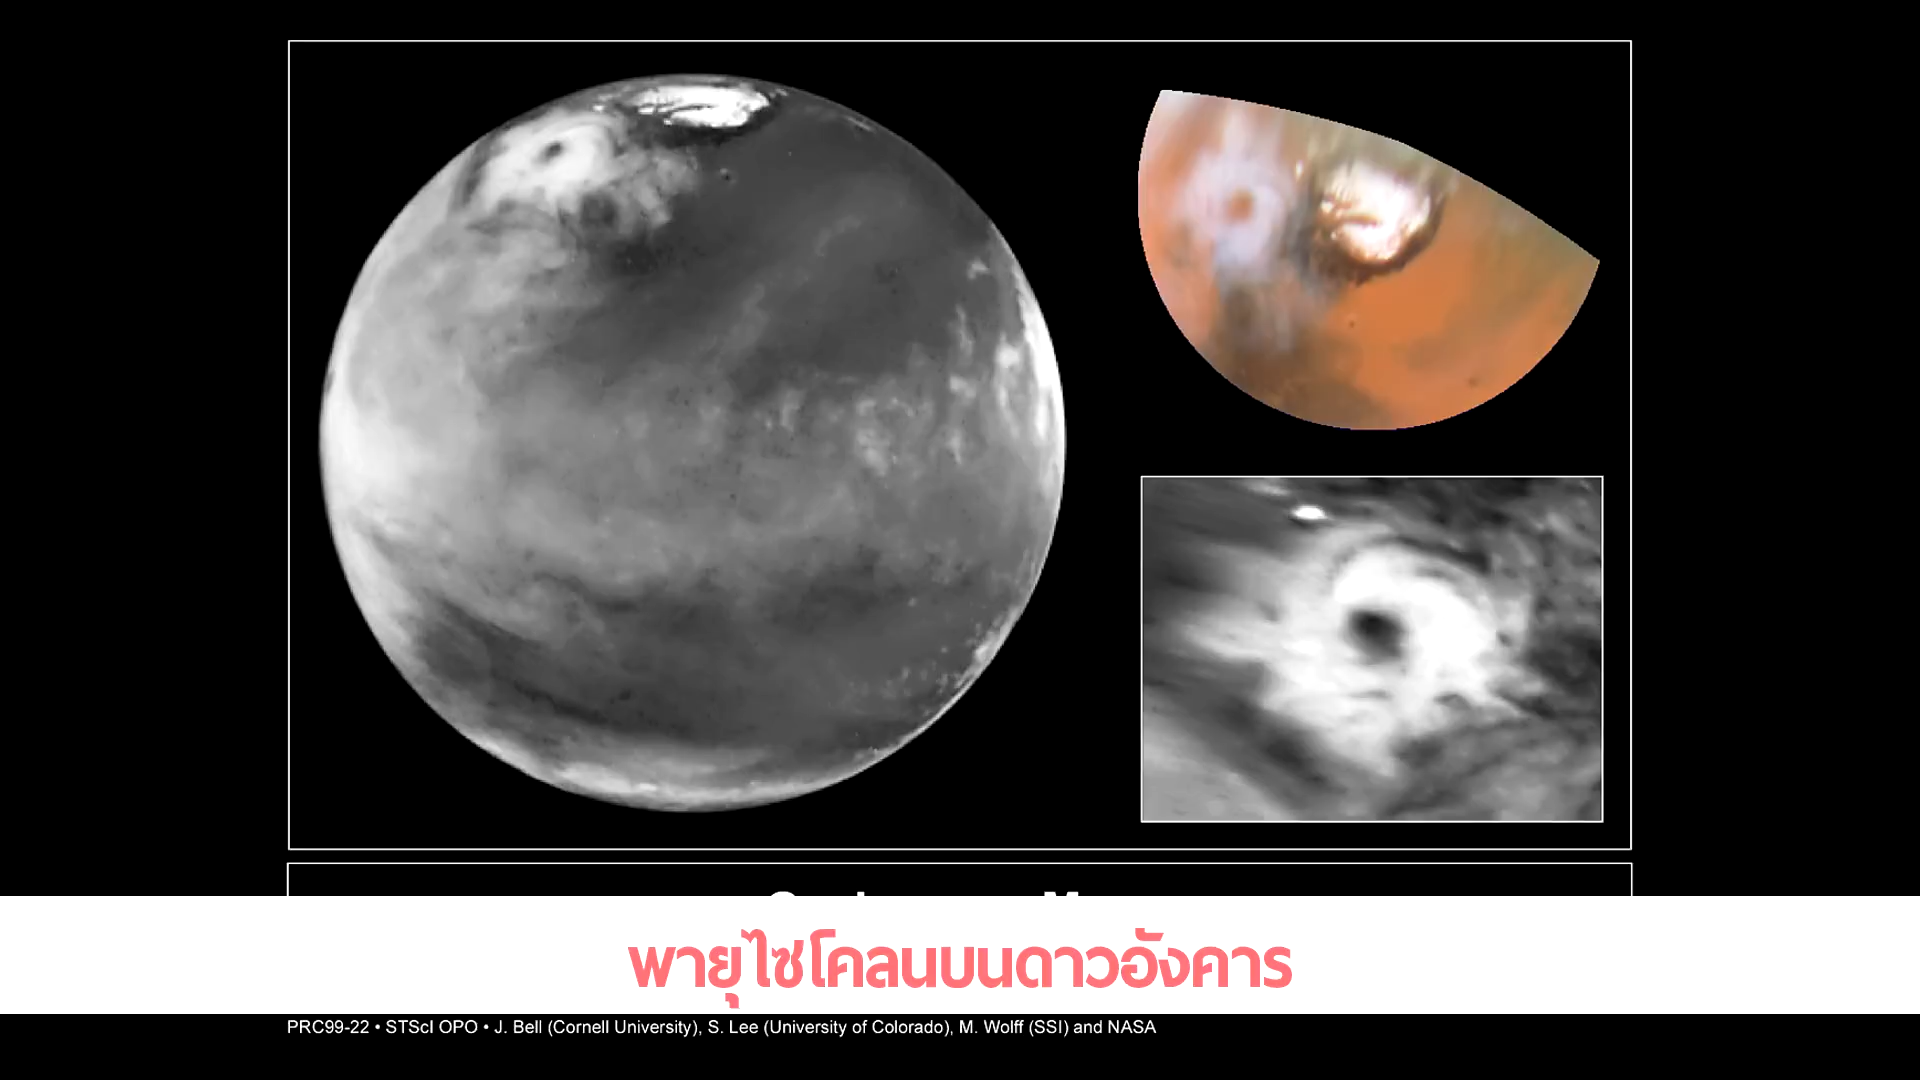 พายุไซโคลนบนดาวอังคาร
PRC99-22 • STScI OPO • J. Bell (Cornell University), S. Lee (University of Colorado), M. Wolff (SSI) and NASA